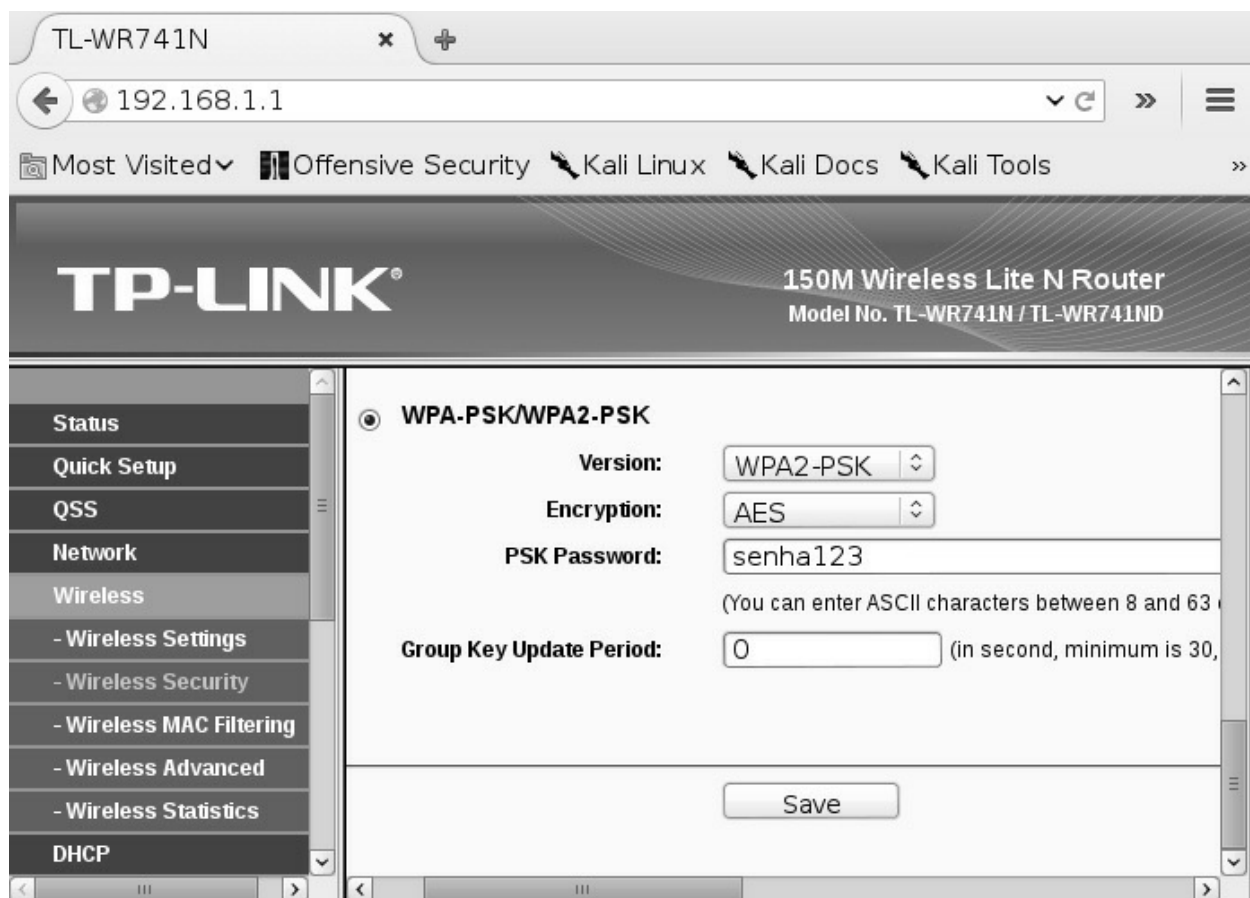 TL-WR741N
192.168.1.1
Most Visited Offensive Security Kali Linux Kali Docs Kali Tools »
TP-LINK®
150M Wireless Lite N Router
Model No. TL-WR741N / TL-WR741ND
Status
Quick Setup
QSS
Network
Wireless
- Wireless Settings
- Wireless Security
- Wireless MAC Filtering
- Wireless Advanced
- Wireless Statistics
DHCP
WPA-PSK/WPA2-PSK
Version: WPA2-PSK
Encryption: AES
PSK Password: senha123
(You can enter ASCII characters between 8 and 63
Group Key Update Period: 0 (in second, minimum is 30,
Save